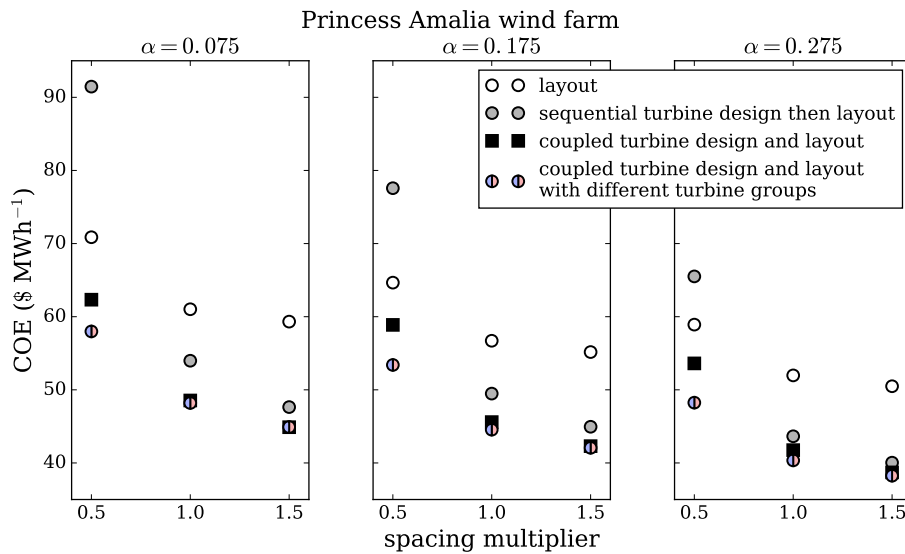 Princess Amalia wind farm
α = 0.075 α = 0.175 α = 0.275
layout
sequential turbine design then layout
coupled turbine design and layout
coupled turbine design and layout
with different turbine groups
COE ($ MWh⁻¹)
90
80
70
60
50
40
0.5 1.0 1.5 0.5 1.0 1.5 0.5 1.0 1.5
spacing multiplier